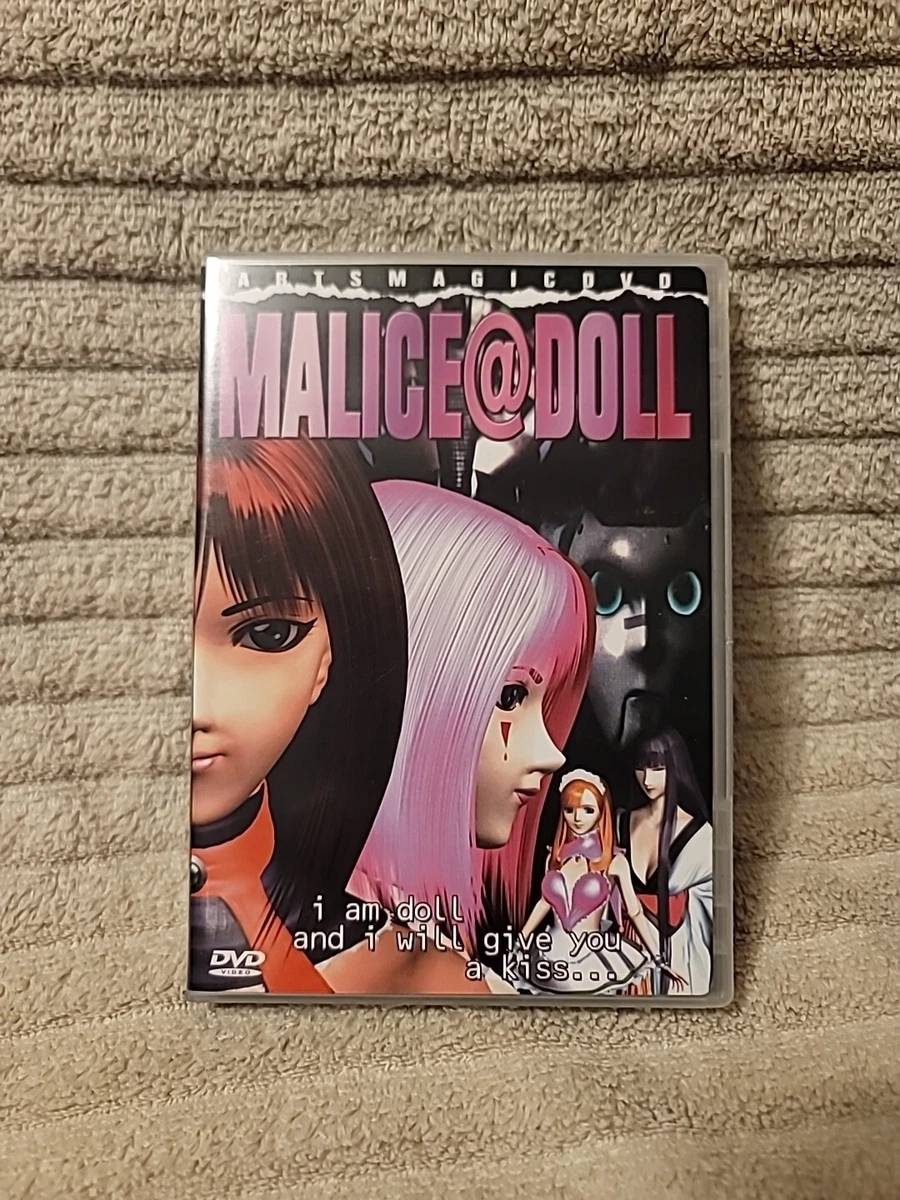 ARTSMAGICDVD
MALICE@DOLL
i am doll
and i will give you
a kiss...
DVD
VIDEO